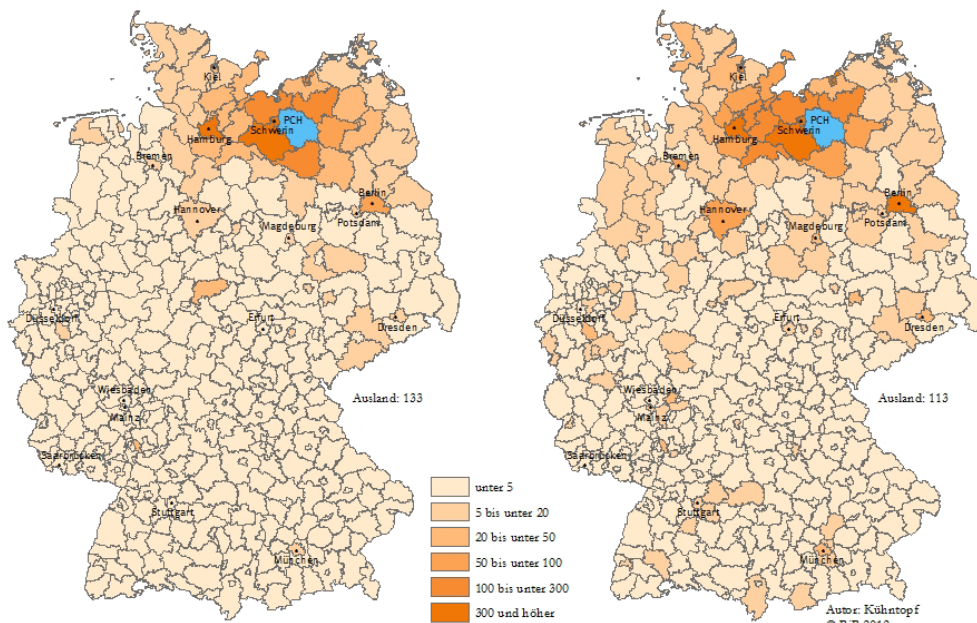 Kiel
PCH
Schwerin
Hamburg
Bremen
Berlin
Hannover
Potsdam
Magdeburg
Düsseldorf
Erfurt
Dresden
Wiesbaden
Ausland: 133
Mainz
Saarbrücken
Stuttgart
München
unter 5
5 bis unter 20
20 bis unter 50
50 bis unter 100
100 bis unter 300
300 und höher
Kiel
PCH
Schwerin
Hamburg
Bremen
Berlin
Hannover
Potsdam
Magdeburg
Düsseldorf
Erfurt
Dresden
Wiesbaden
Ausland: 113
Mainz
Saarbrücken
Stuttgart
München
Autor: Kühntopf